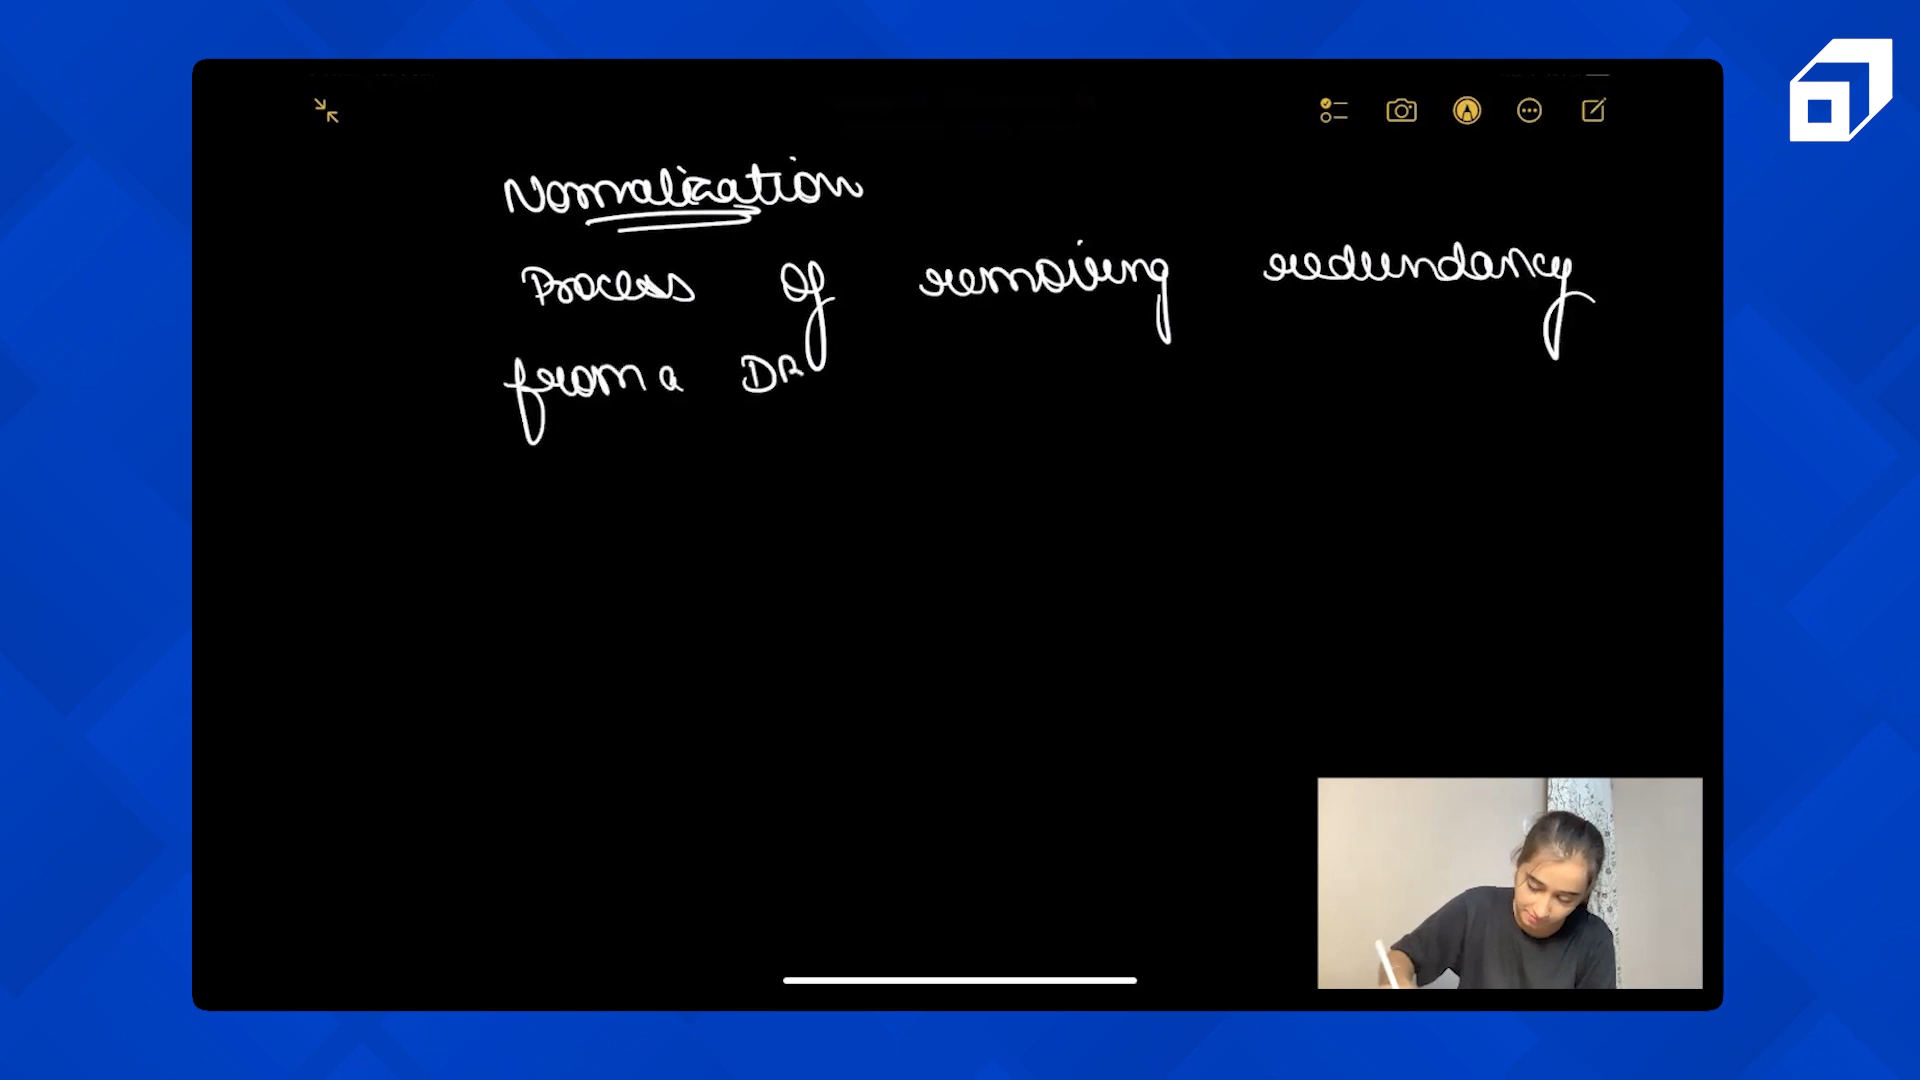 Normalization
Process of removing redundancy
from a DB